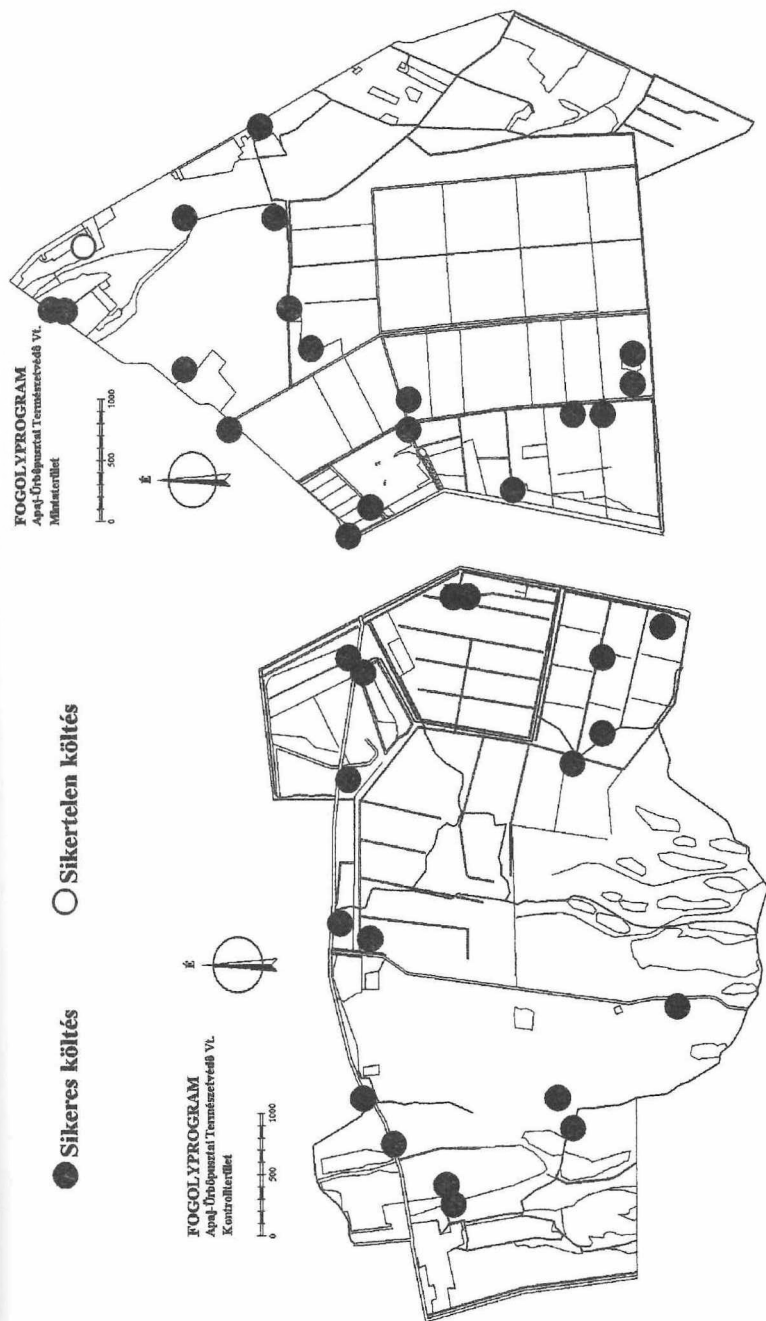 ● Sikeres költés
○ Sikertelen költés
FOGOLYPROGRAM
Apaj-Ürbőpusztai Természetvédő Vt.
Kontrollterület
0 500 1000
É
FOGOLYPROGRAM
Apaj-Ürbőpusztai Természetvédő Vt.
Mintaterület
0 500 1000
É